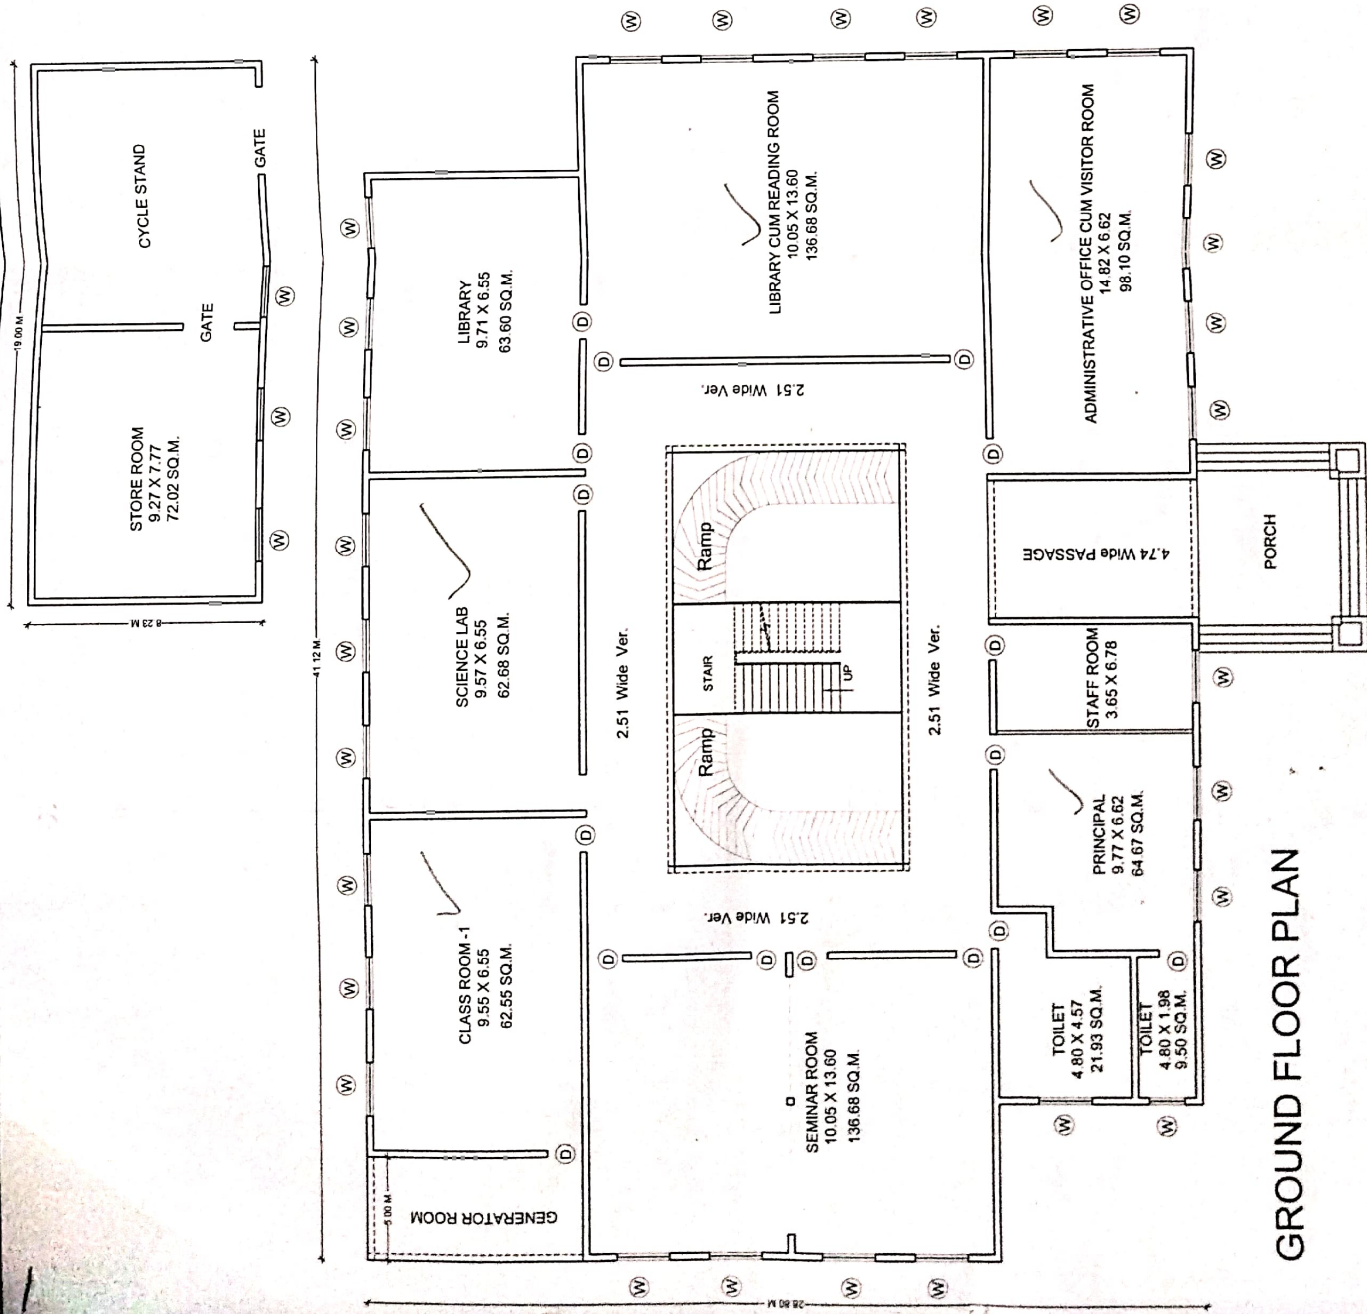 19.00 M
8.23 M
STORE ROOM
9.27 X 7.77
72.02 SQ.M.
CYCLE STAND
GATE
GATE
W
W
W
41.12 M
28.80 M
GENERATOR ROOM
5.00 M
CLASS ROOM -1
9.55 X 6.55
62.55 SQ.M.
SCIENCE LAB
9.57 X 6.55
62.68 SQ.M.
LIBRARY
9.71 X 6.55
63.60 SQ.M.
W
W
W
W
W
W
W
W
W
D
D
D
D
D
SEMINAR ROOM
10.05 X 13.60
136.68 SQ.M.
D
D
D
D
W
W
W
W
2.51 Wide Ver.
2.51 Wide Ver.
2.51 Wide Ver.
2.51 Wide Ver.
Ramp
STAIR
UP
Ramp
LIBRARY CUM READING ROOM
10.05 X 13.60
136.68 SQ.M.
D
D
W
W
W
W
TOILET
4.80 X 4.57
21.93 SQ.M.
TOILET
4.80 X 1.98
9.50 SQ.M.
D
D
W
W
PRINCIPAL
9.77 X 6.62
64.67 SQ.M.
D
STAFF ROOM
3.65 X 6.78
D
4.74 Wide PASSAGE
PORCH
ADMINISTRATIVE OFFICE CUM VISITOR ROOM
14.82 X 6.62
98.10 SQ.M.
D
W
W
W
W
W
W
W
W
W
GROUND FLOOR PLAN